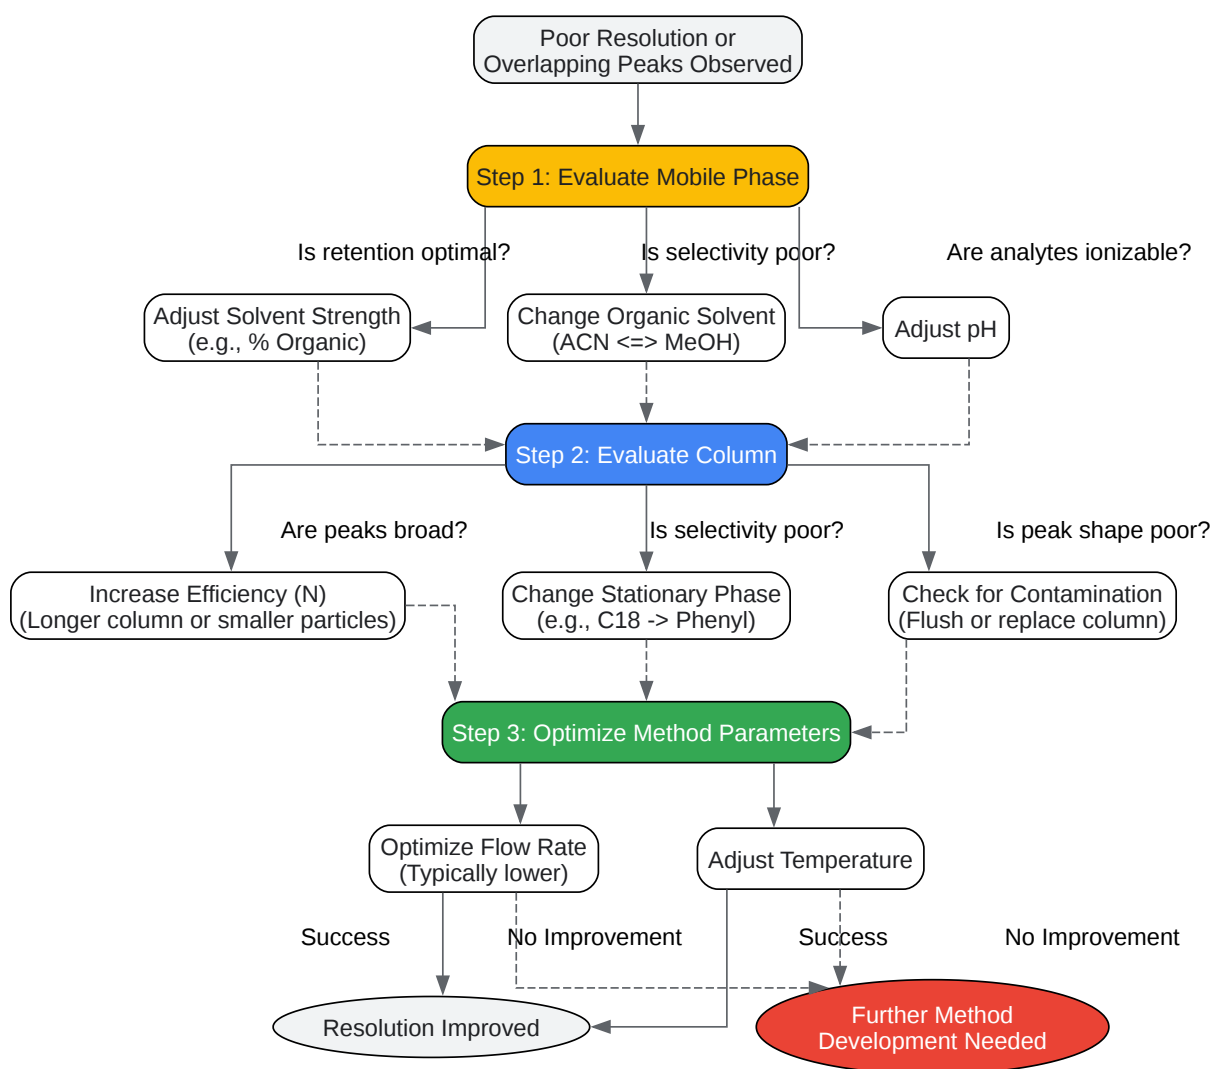 Poor Resolution or
Overlapping Peaks Observed
Step 1: Evaluate Mobile Phase
Is retention optimal?
Is selectivity poor?
Are analytes ionizable?
Adjust Solvent Strength
(e.g., % Organic)
Change Organic Solvent
(ACN <=> MeOH)
Adjust pH
Step 2: Evaluate Column
Are peaks broad?
Is selectivity poor?
Is peak shape poor?
Increase Efficiency (N)
(Longer column or smaller particles)
Change Stationary Phase
(e.g., C18 -> Phenyl)
Check for Contamination
(Flush or replace column)
Step 3: Optimize Method Parameters
Optimize Flow Rate
(Typically lower)
Adjust Temperature
Success
No Improvement
Success
No Improvement
Resolution Improved
Further Method
Development Needed